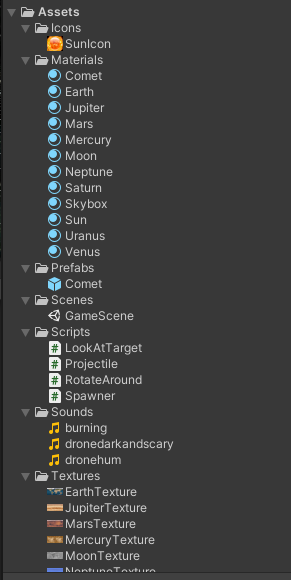 Assets
Icons
SunIcon
Materials
Comet
Earth
Jupiter
Mars
Mercury
Moon
Neptune
Saturn
Skybox
Sun
Uranus
Venus
Prefabs
Comet
Scenes
GameScene
Scripts
LookAtTarget
Projectile
RotateAround
Spawner
Sounds
burning
dronedarkandscary
dronehum
Textures
EarthTexture
JupiterTexture
MarsTexture
MercuryTexture
MoonTexture
NeptuneTexture